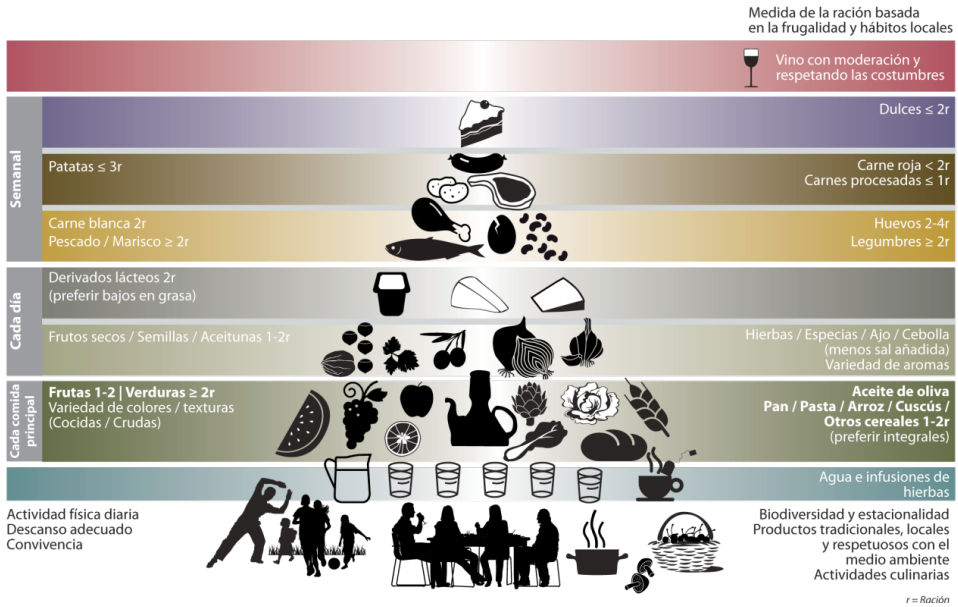 Medida de la ración basada
en la frugalidad y hábitos locales
Vino con moderación y
respetando las costumbres
Semanal
Dulces ≤ 2r
Patatas ≤ 3r
Carne roja < 2r
Carnes procesadas ≤ 1r
Carne blanca 2r
Pescado / Marisco ≥ 2r
Huevos 2-4r
Legumbres ≥ 2r
Cada día
Derivados lácteos 2r
(preferir bajos en grasa)
Frutos secos / Semillas / Aceitunas 1-2r
Hierbas / Especias / Ajo / Cebolla
(menos sal añadida)
Variedad de aromas
Cada comida
principal
Frutas 1-2 | Verduras ≥ 2r
Variedad de colores / texturas
(Cocidas / Crudas)
Aceite de oliva
Pan / Pasta / Arroz / Cuscús /
Otros cereales 1-2r
(preferir integrales)
Agua e infusiones de
hierbas
Actividad física diaria
Descanso adecuado
Convivencia
Biodiversidad y estacionalidad
Productos tradicionales, locales
y respetuosos con el
medio ambiente
Actividades culinarias
r = Ración